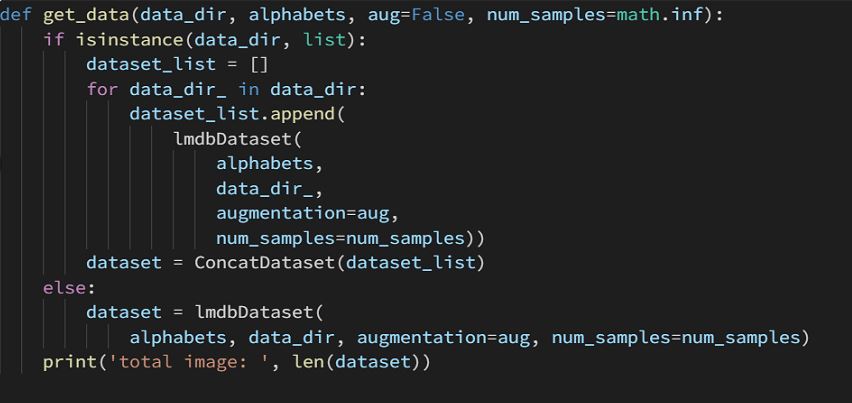 def get_data(data_dir, alphabets, aug=False, num_samples=math.inf):
    if isinstance(data_dir, list):
        dataset_list = []
        for data_dir_ in data_dir:
            dataset_list.append(
                lmdbDataset(
                    alphabets,
                    data_dir_,
                    augmentation=aug,
                    num_samples=num_samples))
        dataset = ConcatDataset(dataset_list)
    else:
        dataset = lmdbDataset(
            alphabets, data_dir, augmentation=aug, num_samples=num_samples)
    print('total image: ', len(dataset))